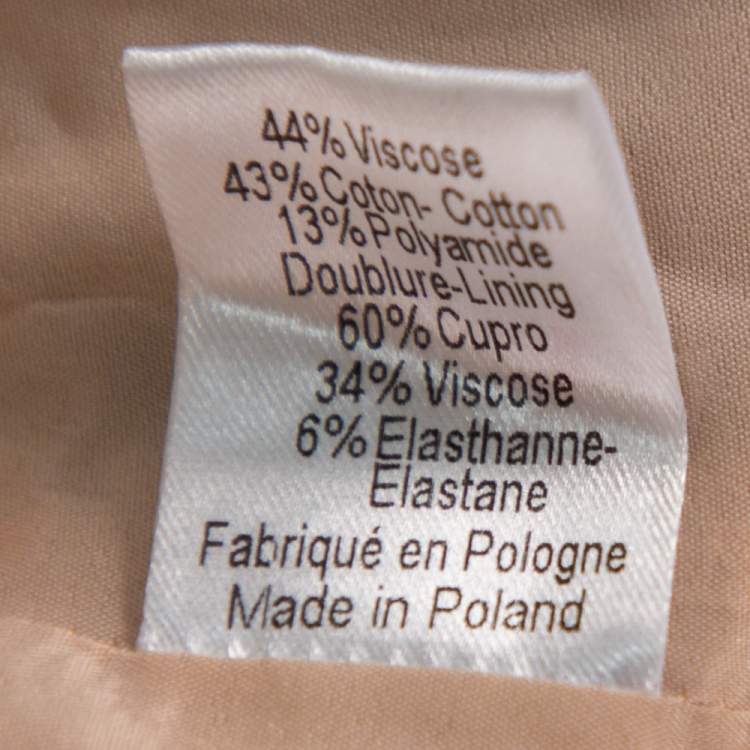 44% Viscose
43% Coton- Cotton
13% Polyamide
Doublure-Lining
60% Cupro
34% Viscose
6% Elasthanne-
Elastane
Fabriqué en Pologne
Made in Poland